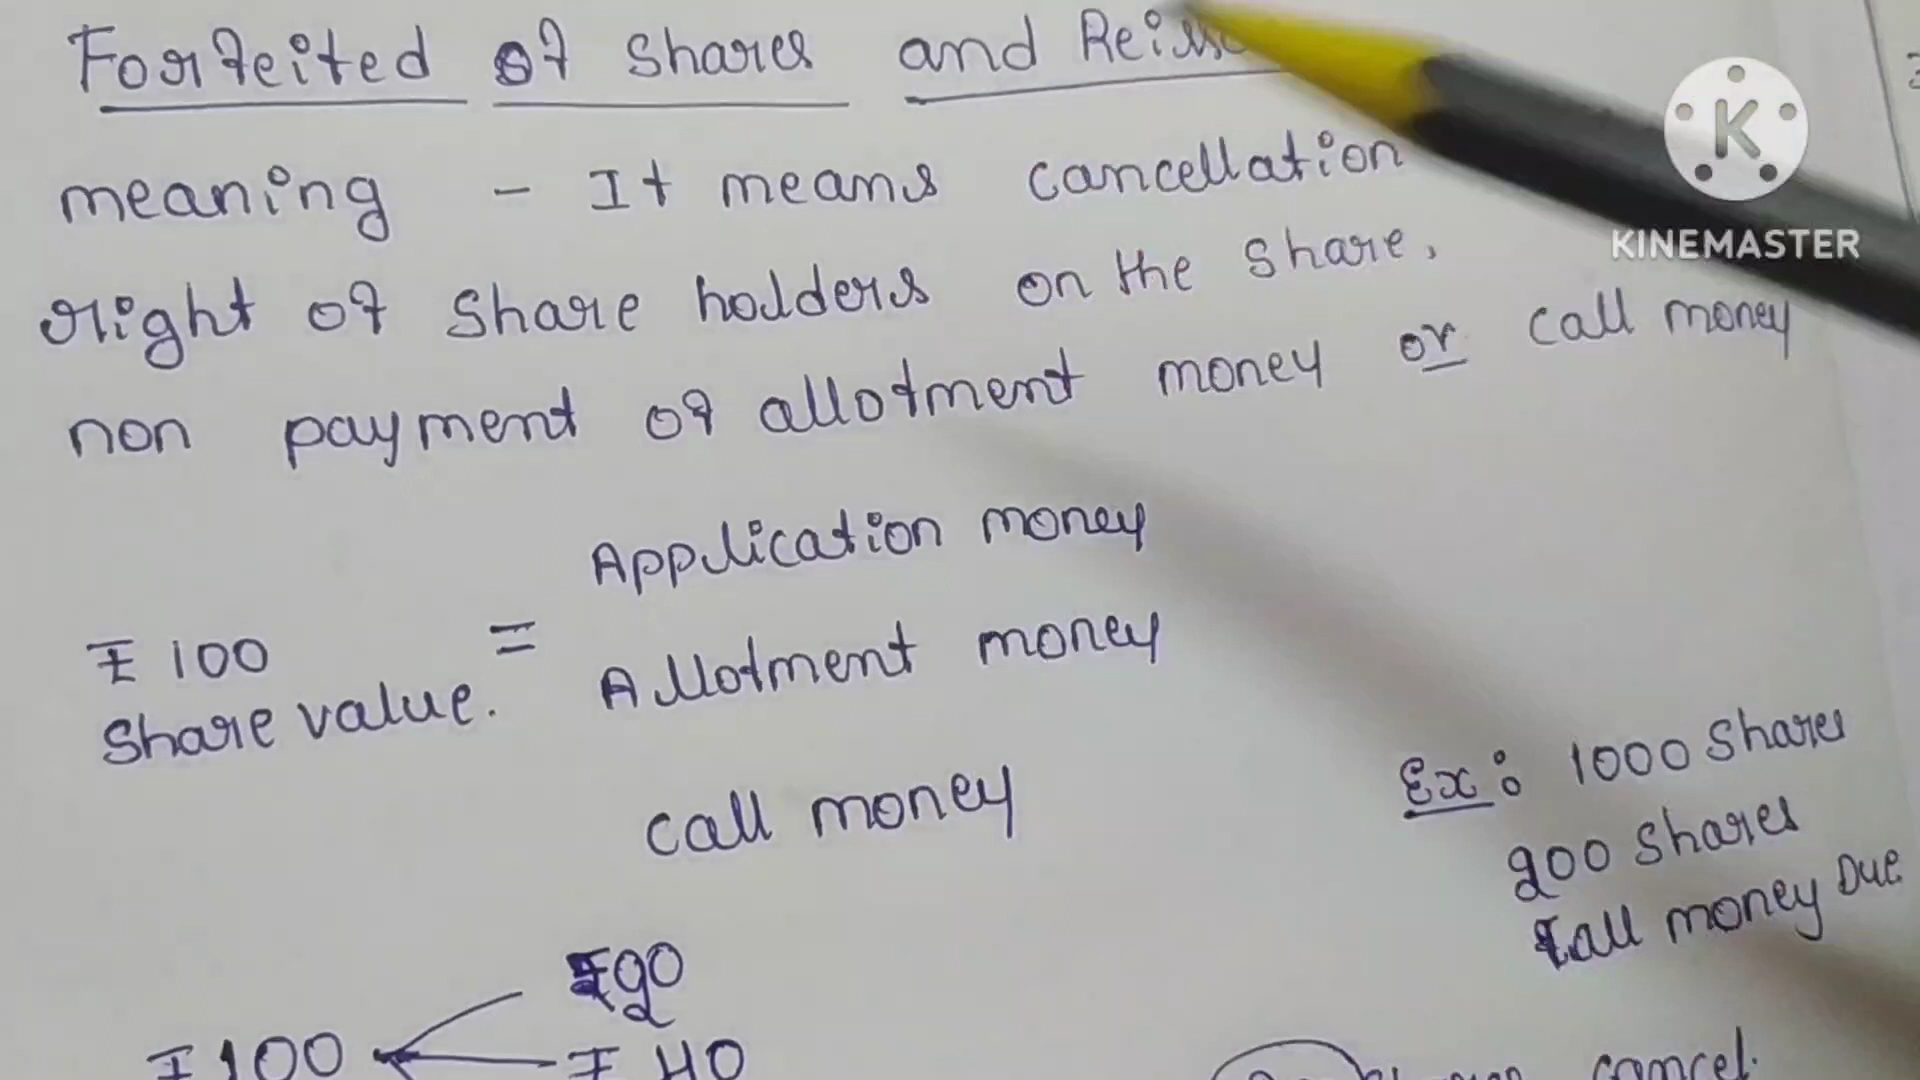 Forfeited of shares and
meaning - It means cancellation
right of share holders on the share.
non payment of allotment money or call money
Application money
₹ 100 =
Allotment money
share value.
call money
Ex: 1000 shares
200 shares
call money Due
₹20
₹100
₹ 40
cancel.
K
KINEMASTER